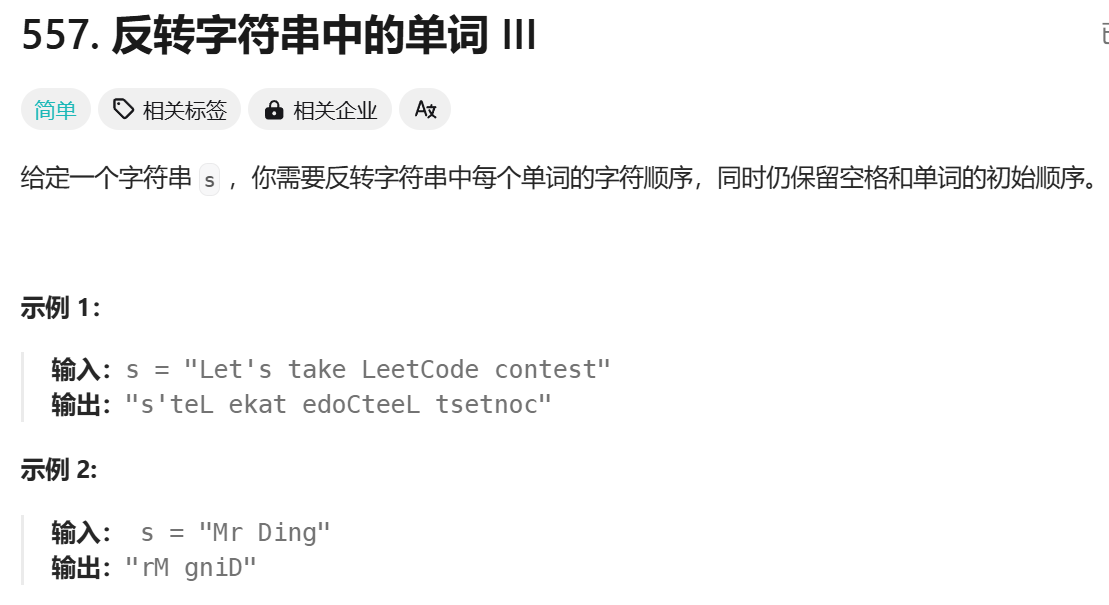 557. 反转字符串中的单词 III
简单 相关标签 相关企业 A文
给定一个字符串 s ，你需要反转字符串中每个单词的字符顺序，同时仍保留空格和单词的初始顺序。
示例 1：
输入：s = "Let's take LeetCode contest"
输出："s'teL ekat edoCteeL tsetnoc"
示例 2:
输入： s = "Mr Ding"
输出："rM gniD"